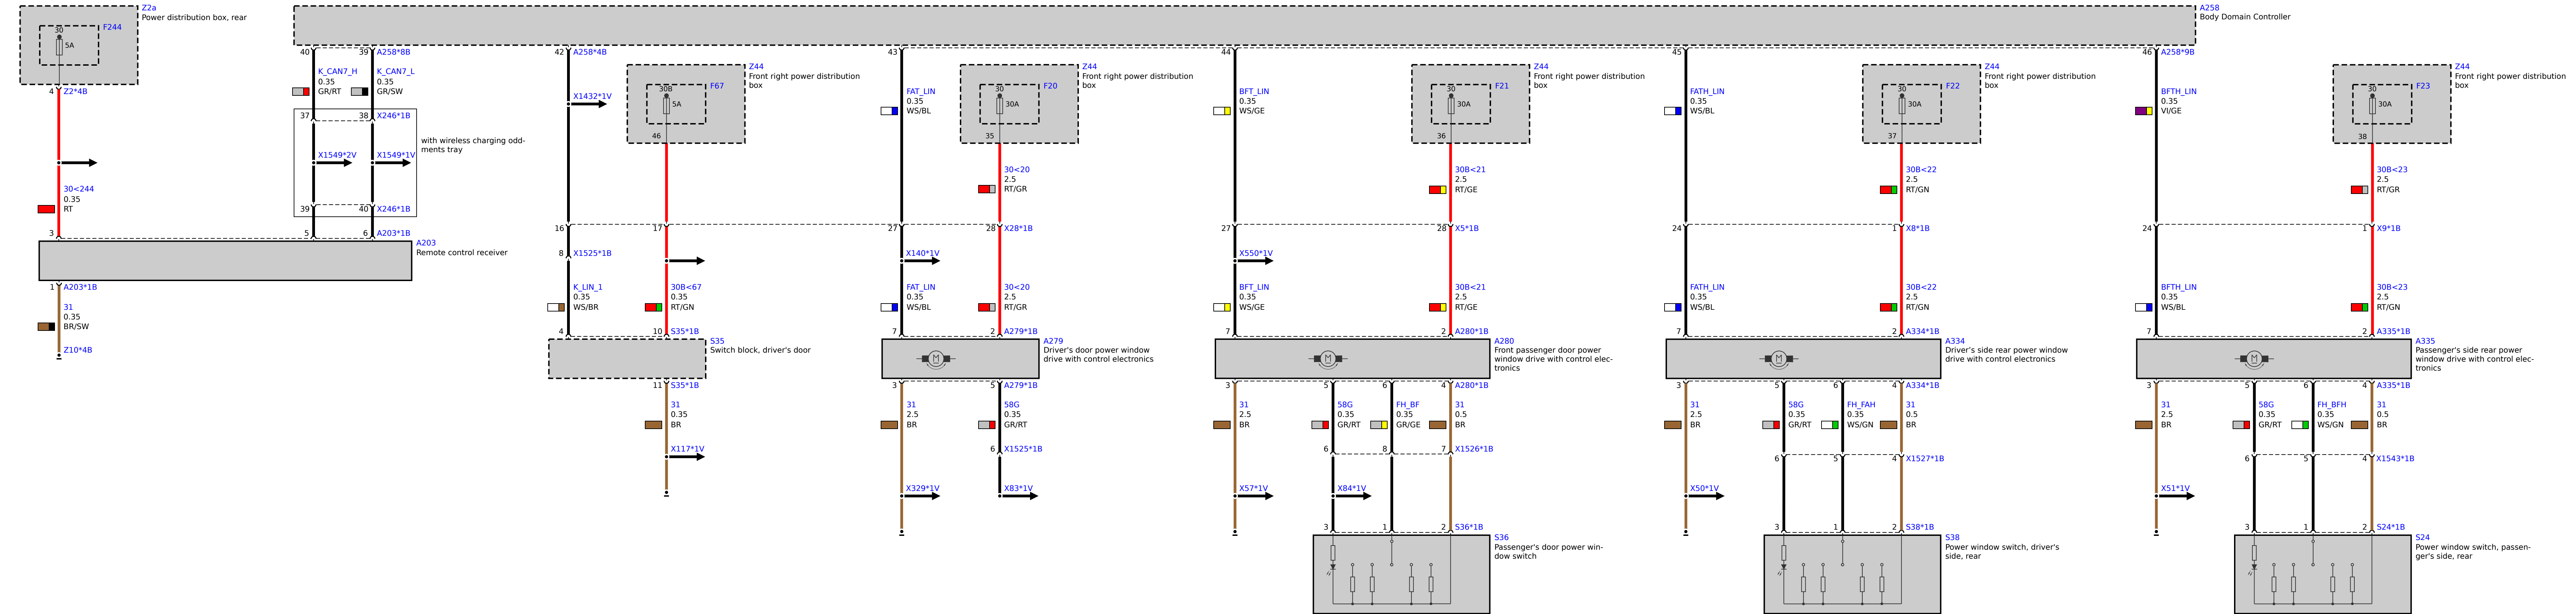 Z2a
Power distribution box, rear
F244
30
5A
4 Z2*4B
30<244
0.35
RT
3
A258
Body Domain Controller
40 39 A258*8B
K_CAN7_H
0.35
GR/RT
K_CAN7_L
0.35
GR/SW
37 38 X246*1B
X1549*2V X1549*1V
with wireless charging odd-
ments tray
39 40 X246*1B
5 6 A203*1B
A203
Remote control receiver
1 A203*1B
31
0.35
BR/SW
Z10*4B
42 A258*4B
X1432*1V
Z44
Front right power distribution
box
F67
30B
5A
46
16 17
8 X1525*1B
K_LIN_1
0.35
WS/BR
30B<67
0.35
RT/GN
4 10 S35*1B
S35
Switch block, driver's door
11 S35*1B
31
0.35
BR
X117*1V
43
FAT_LIN
0.35
WS/BL
Z44
Front right power distribution
box
F20
30
30A
35
30<20
2.5
RT/GR
27 28 X28*1B
X140*1V
FAT_LIN
0.35
WS/BL
30<20
2.5
RT/GR
7 2 A279*1B
A279
Driver's door power window
drive with control electronics
M
3 5 A279*1B
31
2.5
BR
58G
0.35
GR/RT
6 X1525*1B
X329*1V X83*1V
44
BFT_LIN
0.35
WS/GE
Z44
Front right power distribution
box
F21
30
30A
36
30B<21
2.5
RT/GE
27 28 X5*1B
X550*1V
BFT_LIN
0.35
WS/GE
30B<21
2.5
RT/GE
7 2 A280*1B
A280
Front passenger door power
window drive with control elec-
tronics
M
3 5 6 4 A280*1B
31
2.5
BR
58G
0.35
GR/RT
FH_BF
0.35
GR/GE
31
0.5
BR
6 8 7 X1526*1B
X57*1V X84*1V
3 1 2 S36*1B
S36
Passenger's door power win-
dow switch
45
FATH_LIN
0.35
WS/BL
Z44
Front right power distribution
box
F22
30
30A
37
30B<22
2.5
RT/GN
24 1 X8*1B
FATH_LIN
0.35
WS/BL
30B<22
2.5
RT/GN
7 2 A334*1B
A334
Driver's side rear power window
drive with control electronics
M
3 5 6 4 A334*1B
31
2.5
BR
58G
0.35
GR/RT
FH_FAH
0.35
WS/GN
31
0.5
BR
6 5 4 X1527*1B
X50*1V
3 1 2 S38*1B
S38
Power window switch, driver's
side, rear
46 A258*9B
BFTH_LIN
0.35
VI/GE
Z44
Front right power distribution
box
F23
30
30A
38
30B<23
2.5
RT/GR
24 1 X9*1B
BFTH_LIN
0.35
WS/BL
30B<23
2.5
RT/GN
7 2 A335*1B
A335
Passenger's side rear power
window drive with control elec-
tronics
M
3 5 6 4 A335*1B
31
2.5
BR
58G
0.35
GR/RT
FH_BFH
0.35
WS/GN
31
0.5
BR
6 5 4 X1543*1B
X51*1V
3 1 2 S24*1B
S24
Power window switch, passen-
ger's side, rear